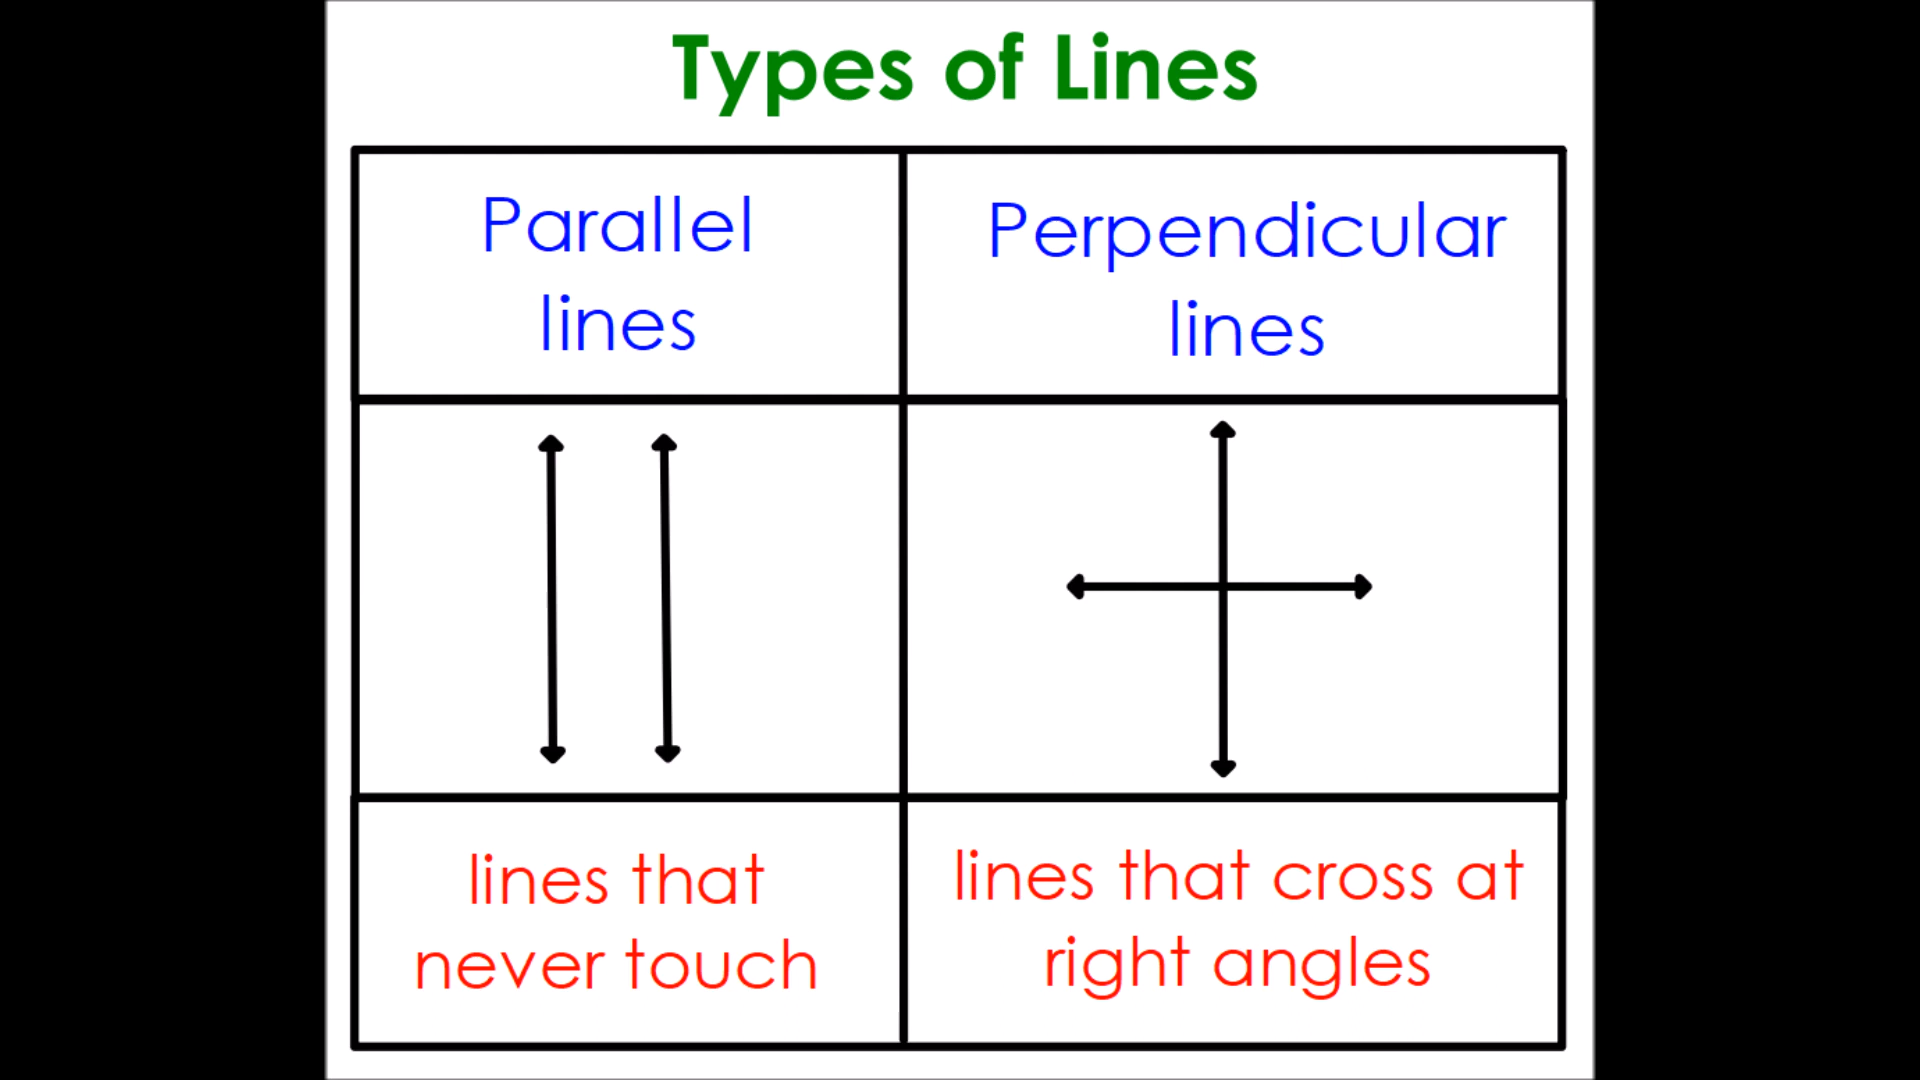 Types of Lines
Parallel
lines
Perpendicular
lines
lines that
never touch
lines that cross at
right angles